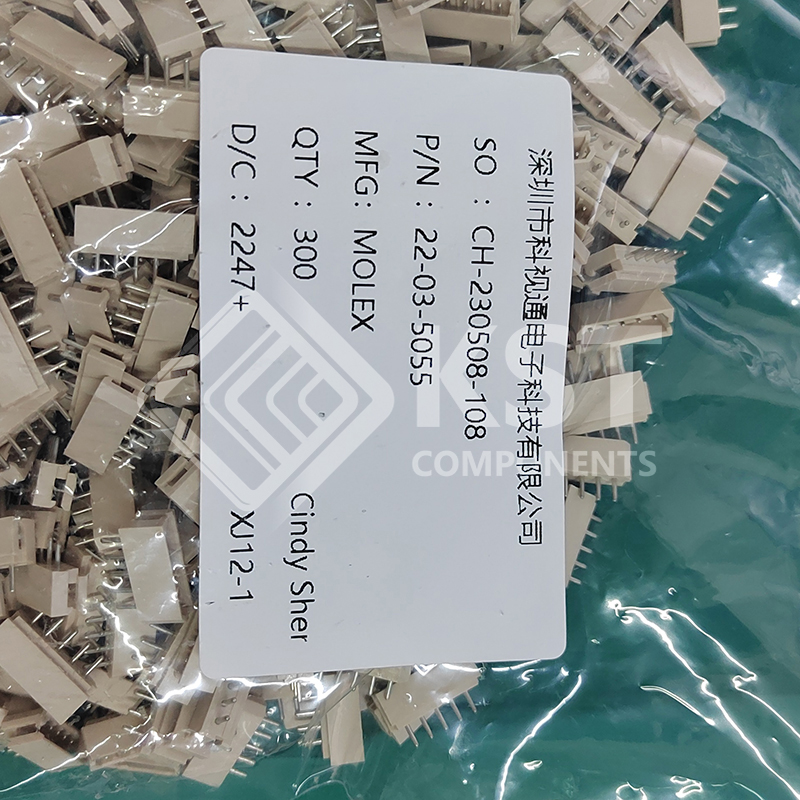 深圳市科视通电子科技有限公司
SO : CH-230508-108
P/N : 22-03-5055
MFG: MOLEX
QTY : 300 Cindy Sher
D/C : 2247+ XJ12-1
KST
COMPONENTS